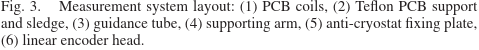 Fig. 3. Measurement system layout: (1) PCB coils, (2) Teflon PCB support
and sledge, (3) guidance tube, (4) supporting arm, (5) anti-cryostat fixing plate,
(6) linear encoder head.